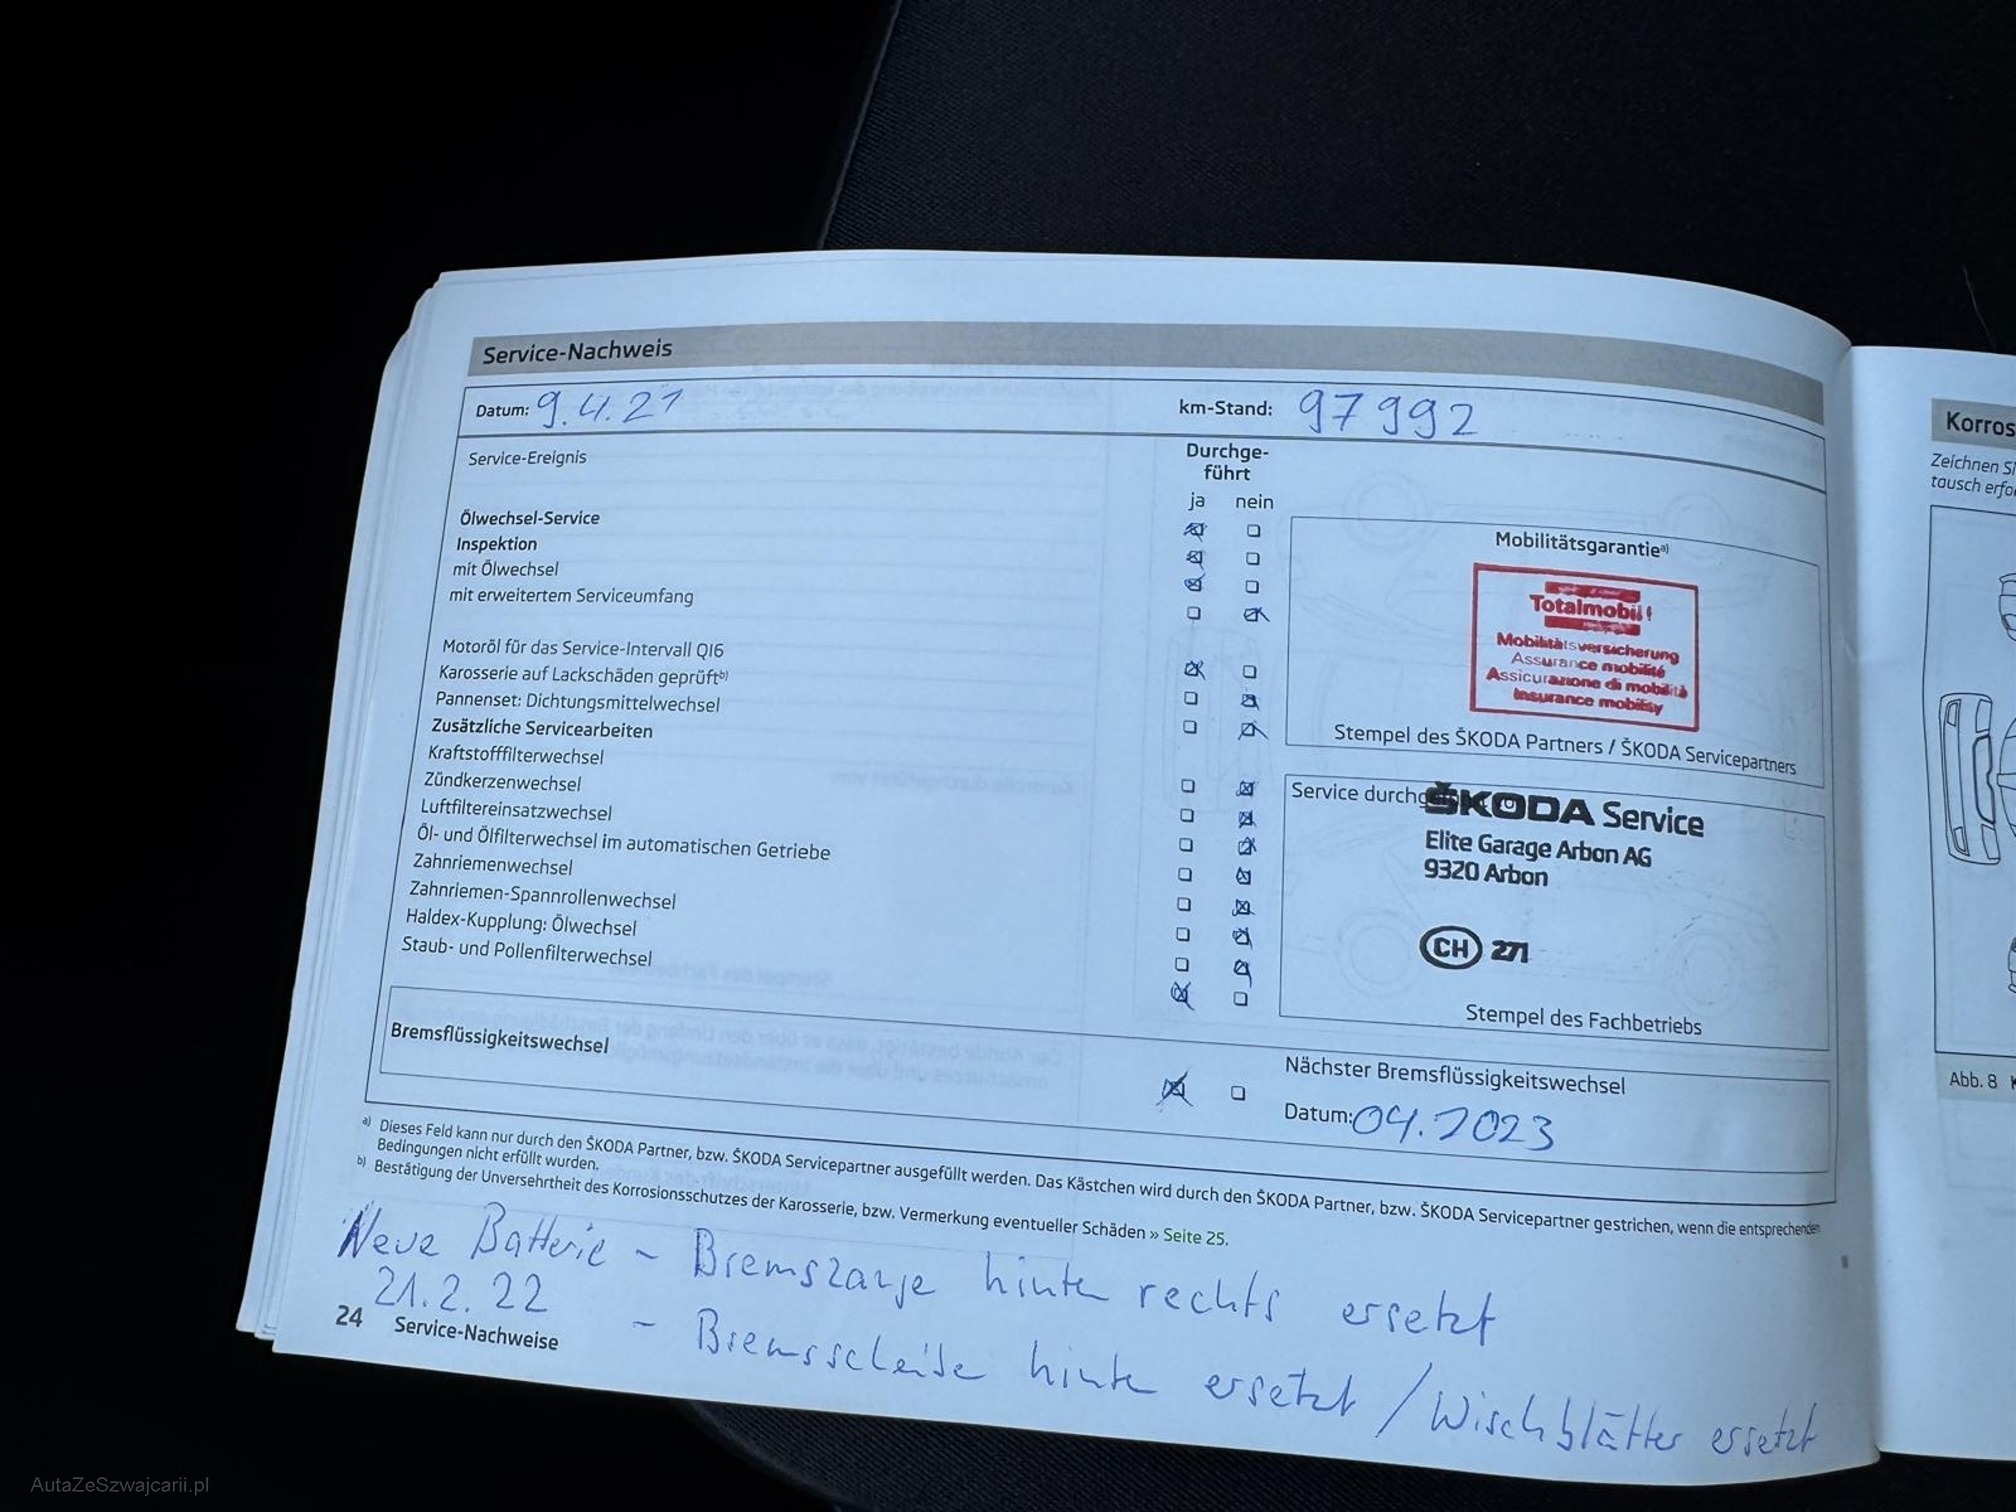 Service-Nachweis
Datum: 9.4.21
km-Stand: 97992
Service-Ereignis
Durchge-
führt
ja nein
Ölwechsel-Service
Inspektion
mit Ölwechsel
mit erweitertem Serviceumfang
Motoröl für das Service-Intervall QI6
Karosserie auf Lackschäden geprüft b)
Pannenset: Dichtungsmittelwechsel
Zusätzliche Servicearbeiten
Kraftstofffilterwechsel
Zündkerzenwechsel
Luftfiltereinsatzwechsel
Öl- und Ölfilterwechsel im automatischen Getriebe
Zahnriemenwechsel
Zahnriemen-Spannrollenwechsel
Haldex-Kupplung: Ölwechsel
Staub- und Pollenfilterwechsel
Mobilitätsgarantie a)
Totalmobil!
Mobilitätsversicherung
Assurance mobilité
Assicurazione di mobilità
Insurance mobility
Stempel des ŠKODA Partners / ŠKODA Servicepartners
Service
ŠKODA Service
Elite Garage Arbon AG
9320 Arbon
CH 271
Stempel des Fachbetriebs
Bremsflüssigkeitswechsel
Nächster Bremsflüssigkeitswechsel
Datum: 04.2023
a) Dieses Feld kann nur durch den ŠKODA Partner, bzw. ŠKODA Servicepartner ausgefüllt werden. Das Kästchen wird durch den ŠKODA Partner, bzw. ŠKODA Servicepartner gestrichen, wenn die entsprechenden
Bedingungen nicht erfüllt wurden.
b) Bestätigung der Unversehrtheit des Korrosionsschutzes der Karosserie, bzw. Vermerkung eventueller Schäden » Seite 25.
Neue Batterie - Bremszange hinten rechts ersetzt
21.2.22 - Bremsscheibe hinten ersetzt / Wischblätter ersetzt
24 Service-Nachweise
Korros
Zeichnen Si
tausch erfo
Abb. 8 K
AutaZeSzwajcarii.pl